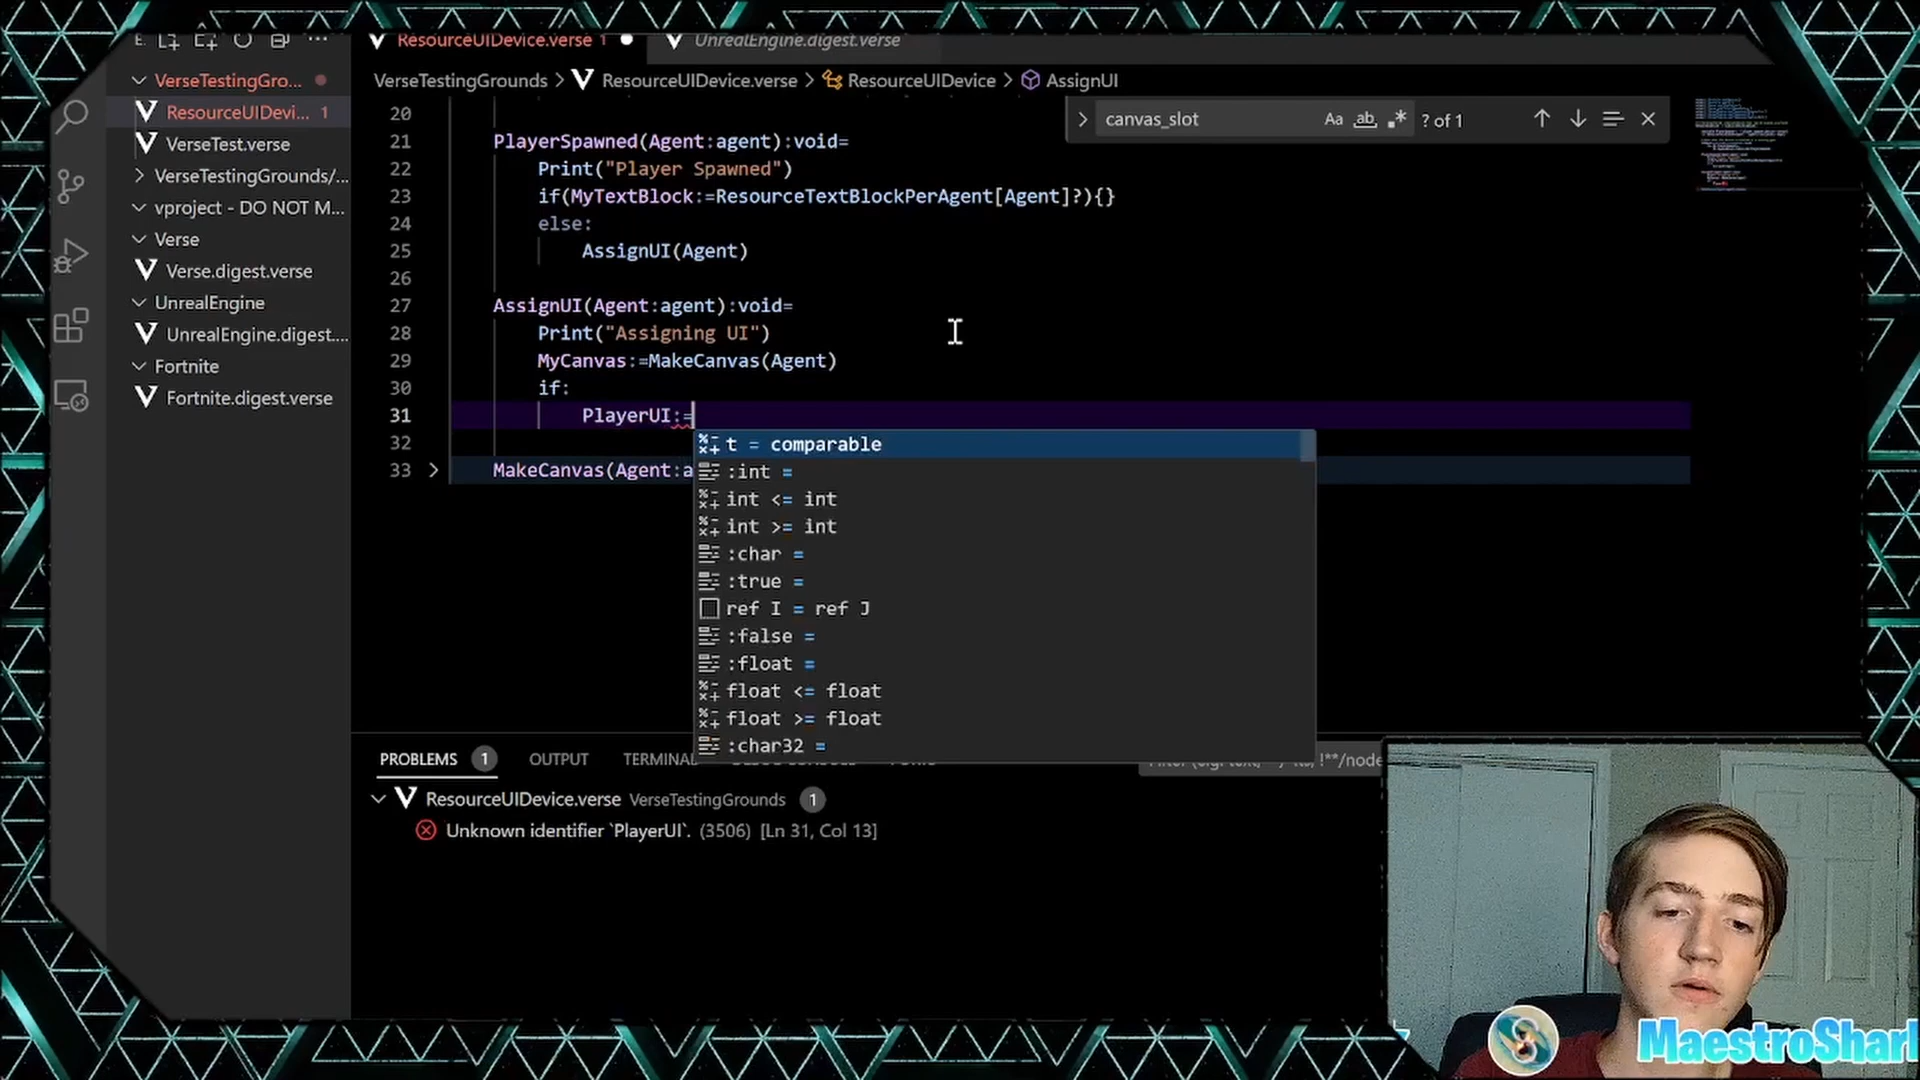 E.
ResourceUIDevice.verse 1
UnrealEngine.digest.verse
VerseTestingGro...
VerseTestingGrounds > ResourceUIDevice.verse > ResourceUIDevice > AssignUI
ResourceUIDevi... 1
VerseTest.verse
VerseTestingGrounds/...
vproject - DO NOT M...
Verse
Verse.digest.verse
UnrealEngine
UnrealEngine.digest....
Fortnite
Fortnite.digest.verse
canvas_slot Aa ab ? of 1
20
21 PlayerSpawned(Agent:agent):void=
22 Print("Player Spawned")
23 if(MyTextBlock:=ResourceTextBlockPerAgent[Agent]?){}
24 else:
25 AssignUI(Agent)
26
27 AssignUI(Agent:agent):void=
28 Print("Assigning UI")
29 MyCanvas:=MakeCanvas(Agent)
30 if:
31 PlayerUI:=
32
33 MakeCanvas(Agent:a
t = comparable
:int =
int <= int
int >= int
:char =
:true =
ref I = ref J
:false =
:float =
float <= float
float >= float
:char32 =
PROBLEMS 1 OUTPUT TERMINAL
ResourceUIDevice.verse VerseTestingGrounds 1
Unknown identifier `PlayerUI`. (3506) [Ln 31, Col 13]
MaestroShark